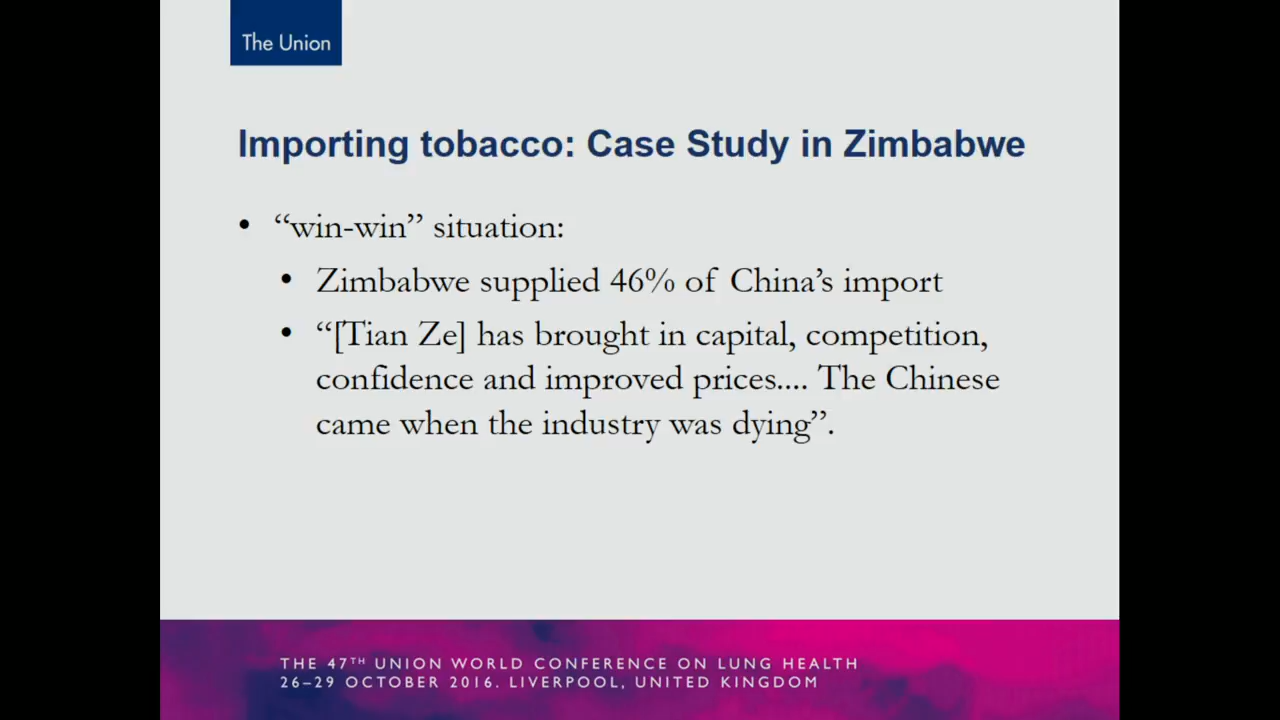 The Union
Importing tobacco: Case Study in Zimbabwe
• “win-win” situation:
• Zimbabwe supplied 46% of China’s import
• “[Tian Ze] has brought in capital, competition,
confidence and improved prices.... The Chinese
came when the industry was dying”.
THE 47TH UNION WORLD CONFERENCE ON LUNG HEALTH
26–29 OCTOBER 2016. LIVERPOOL, UNITED KINGDOM